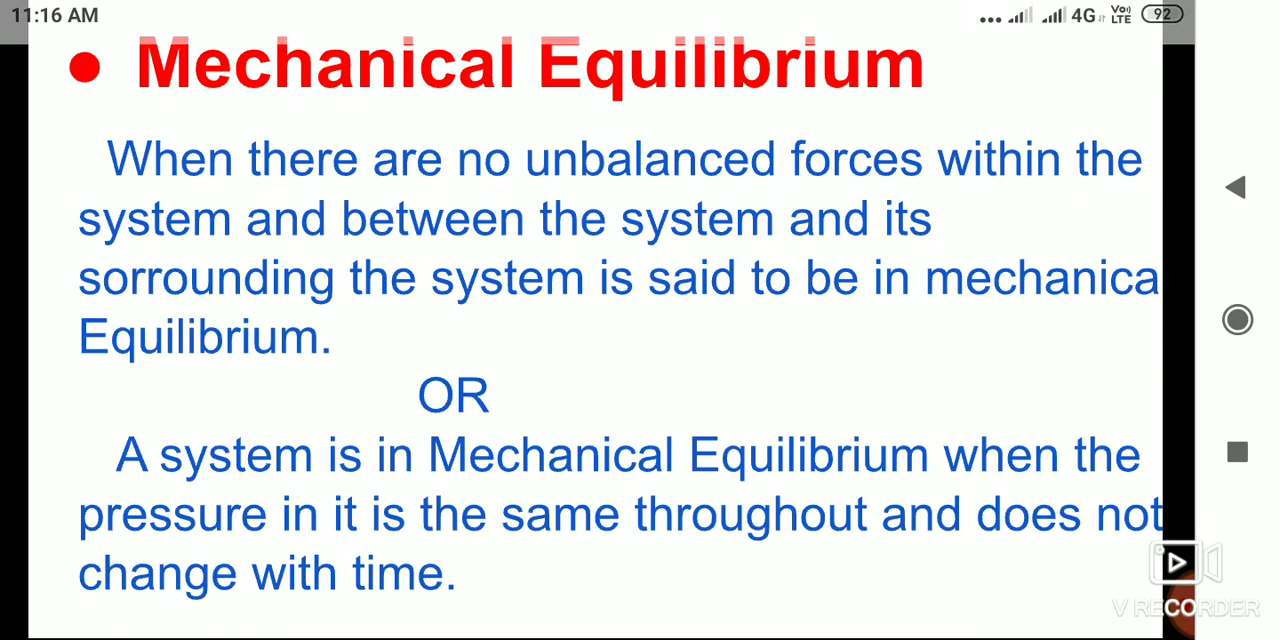 11:16 AM
4G VoLTE 92
• Mechanical Equilibrium
When there are no unbalanced forces within the
system and between the system and its
sorrounding the system is said to be in mechanica
Equilibrium.
OR
A system is in Mechanical Equilibrium when the
pressure in it is the same throughout and does not
change with time.
V RECORDER